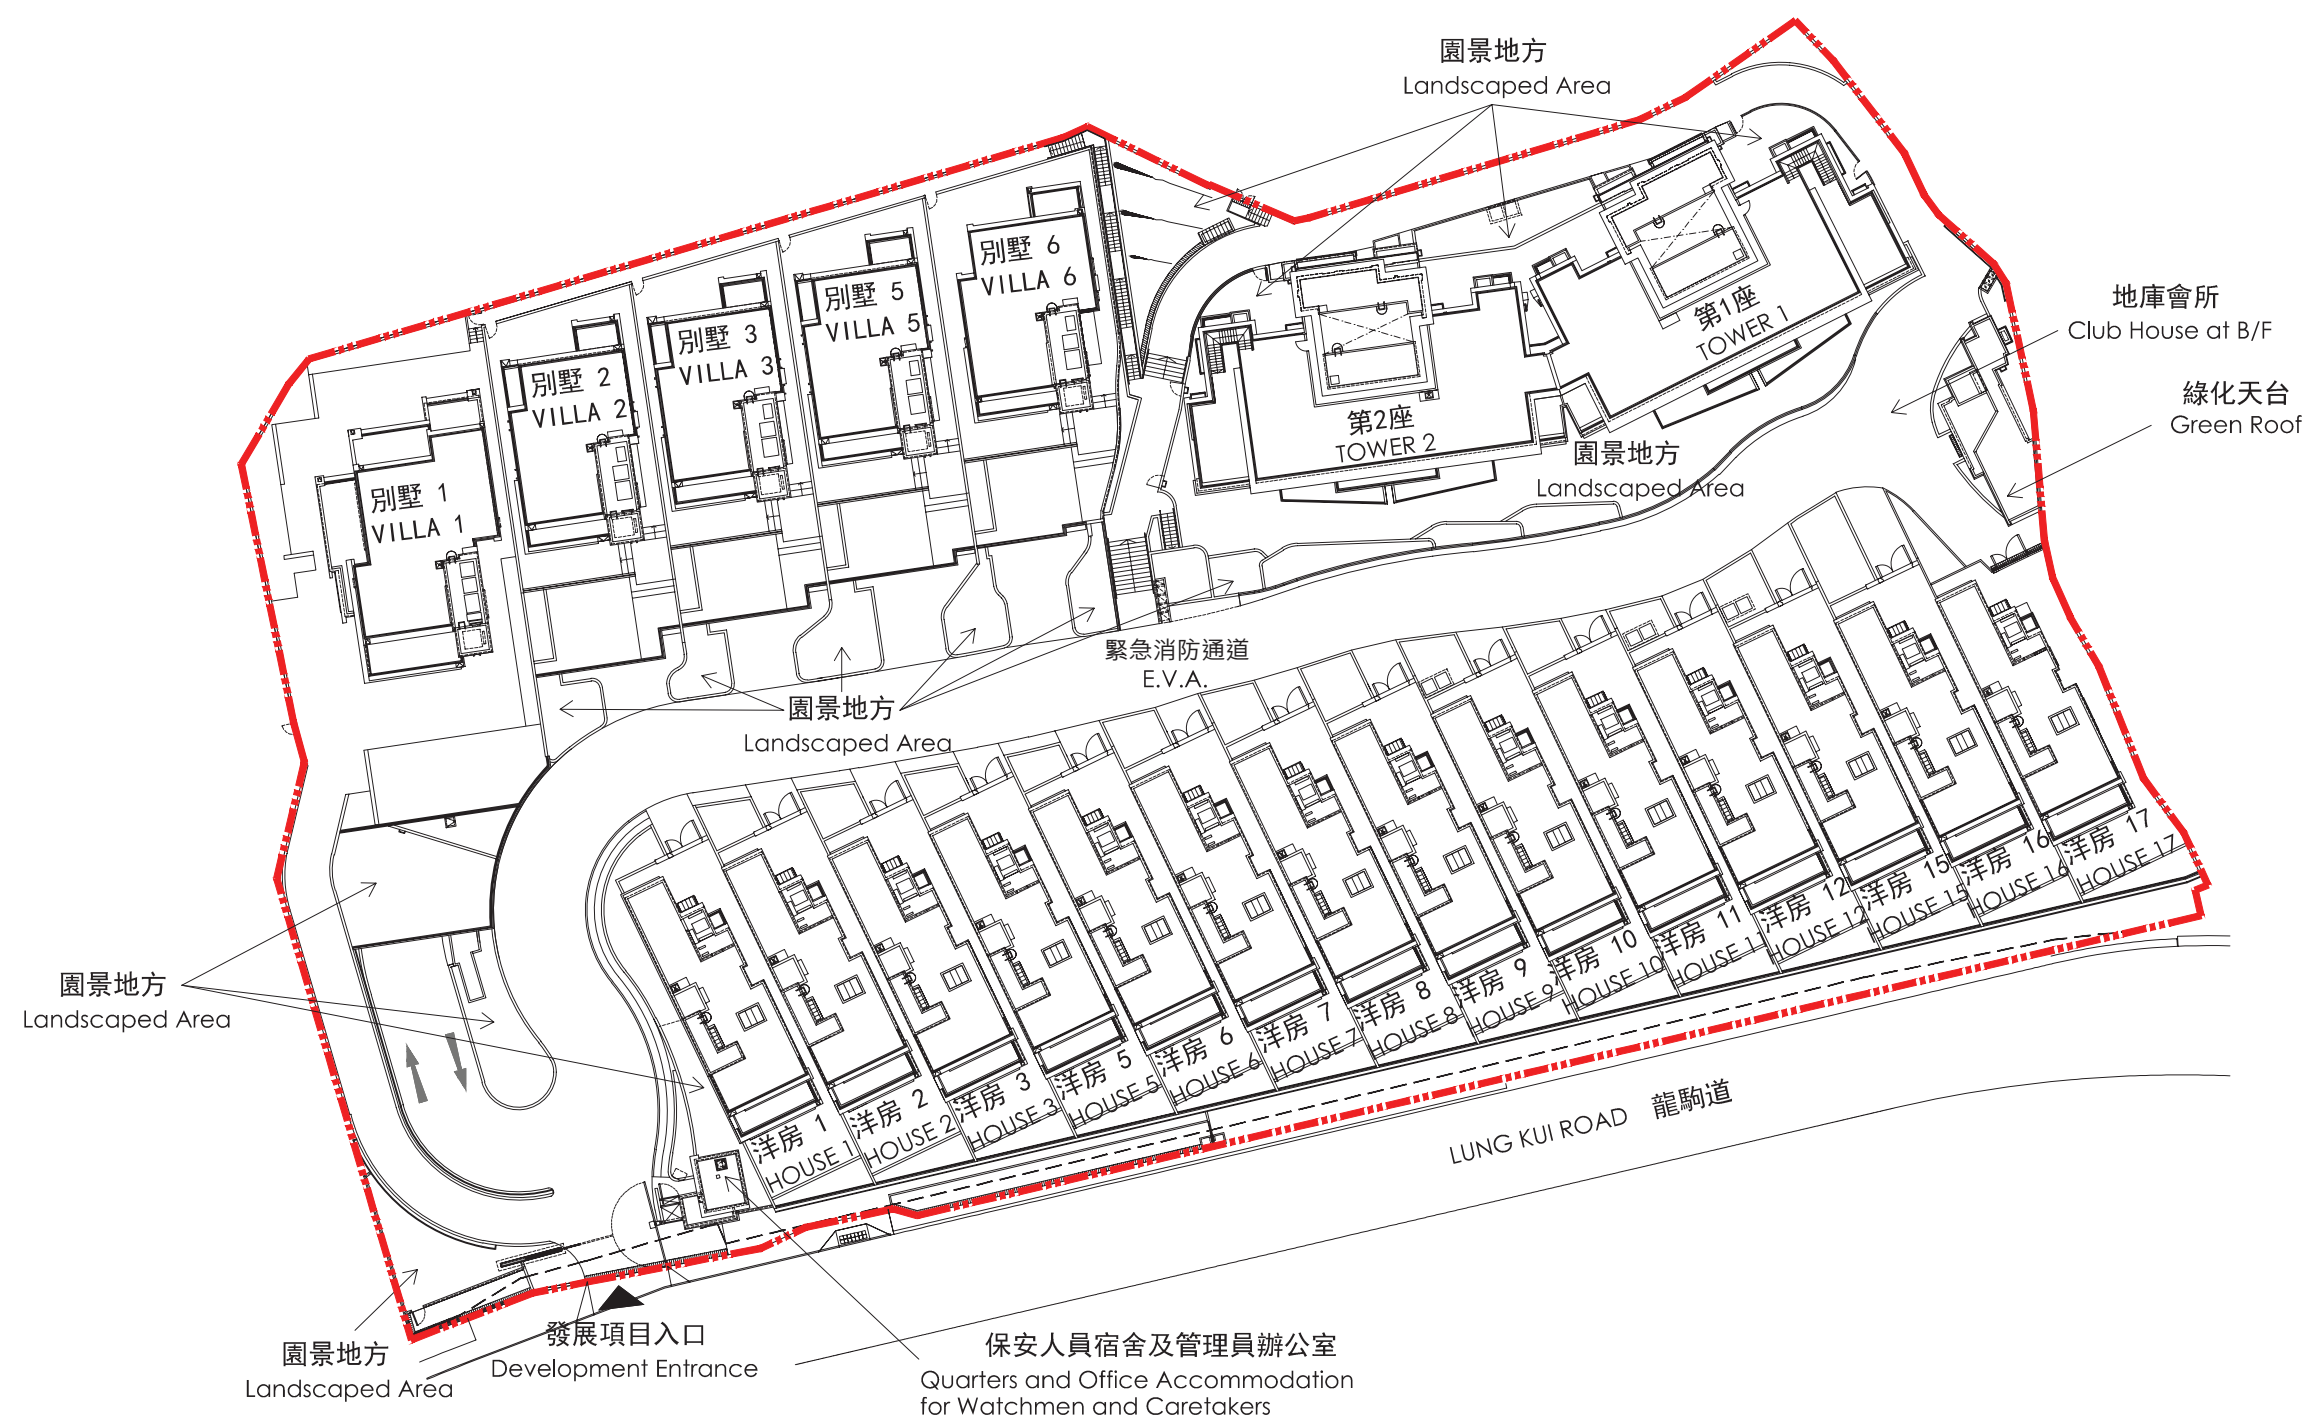 園景地方
Landscaped Area
別墅 6
VILLA 6
別墅 5
VILLA 5
別墅 3
VILLA 3
別墅 2
VILLA 2
別墅 1
VILLA 1
第1座
TOWER 1
第2座
TOWER 2
地庫會所
Club House at B/F
綠化天台
Green Roof
園景地方
Landscaped Area
緊急消防通道
E.V.A.
園景地方
Landscaped Area
園景地方
Landscaped Area
洋房 1
HOUSE 1
洋房 2
HOUSE 2
洋房 3
HOUSE 3
洋房 5
HOUSE 5
洋房 6
HOUSE 6
洋房 7
HOUSE 7
洋房 8
HOUSE 8
洋房 9
HOUSE 9
洋房 10
HOUSE 10
洋房 11
HOUSE 11
洋房 12
HOUSE 12
洋房 15
HOUSE 15
洋房 16
HOUSE 16
洋房 17
HOUSE 17
LUNG KUI ROAD 龍駒道
園景地方
Landscaped Area
發展項目入口
Development Entrance
保安人員宿舍及管理員辦公室
Quarters and Office Accommodation
for Watchmen and Caretakers